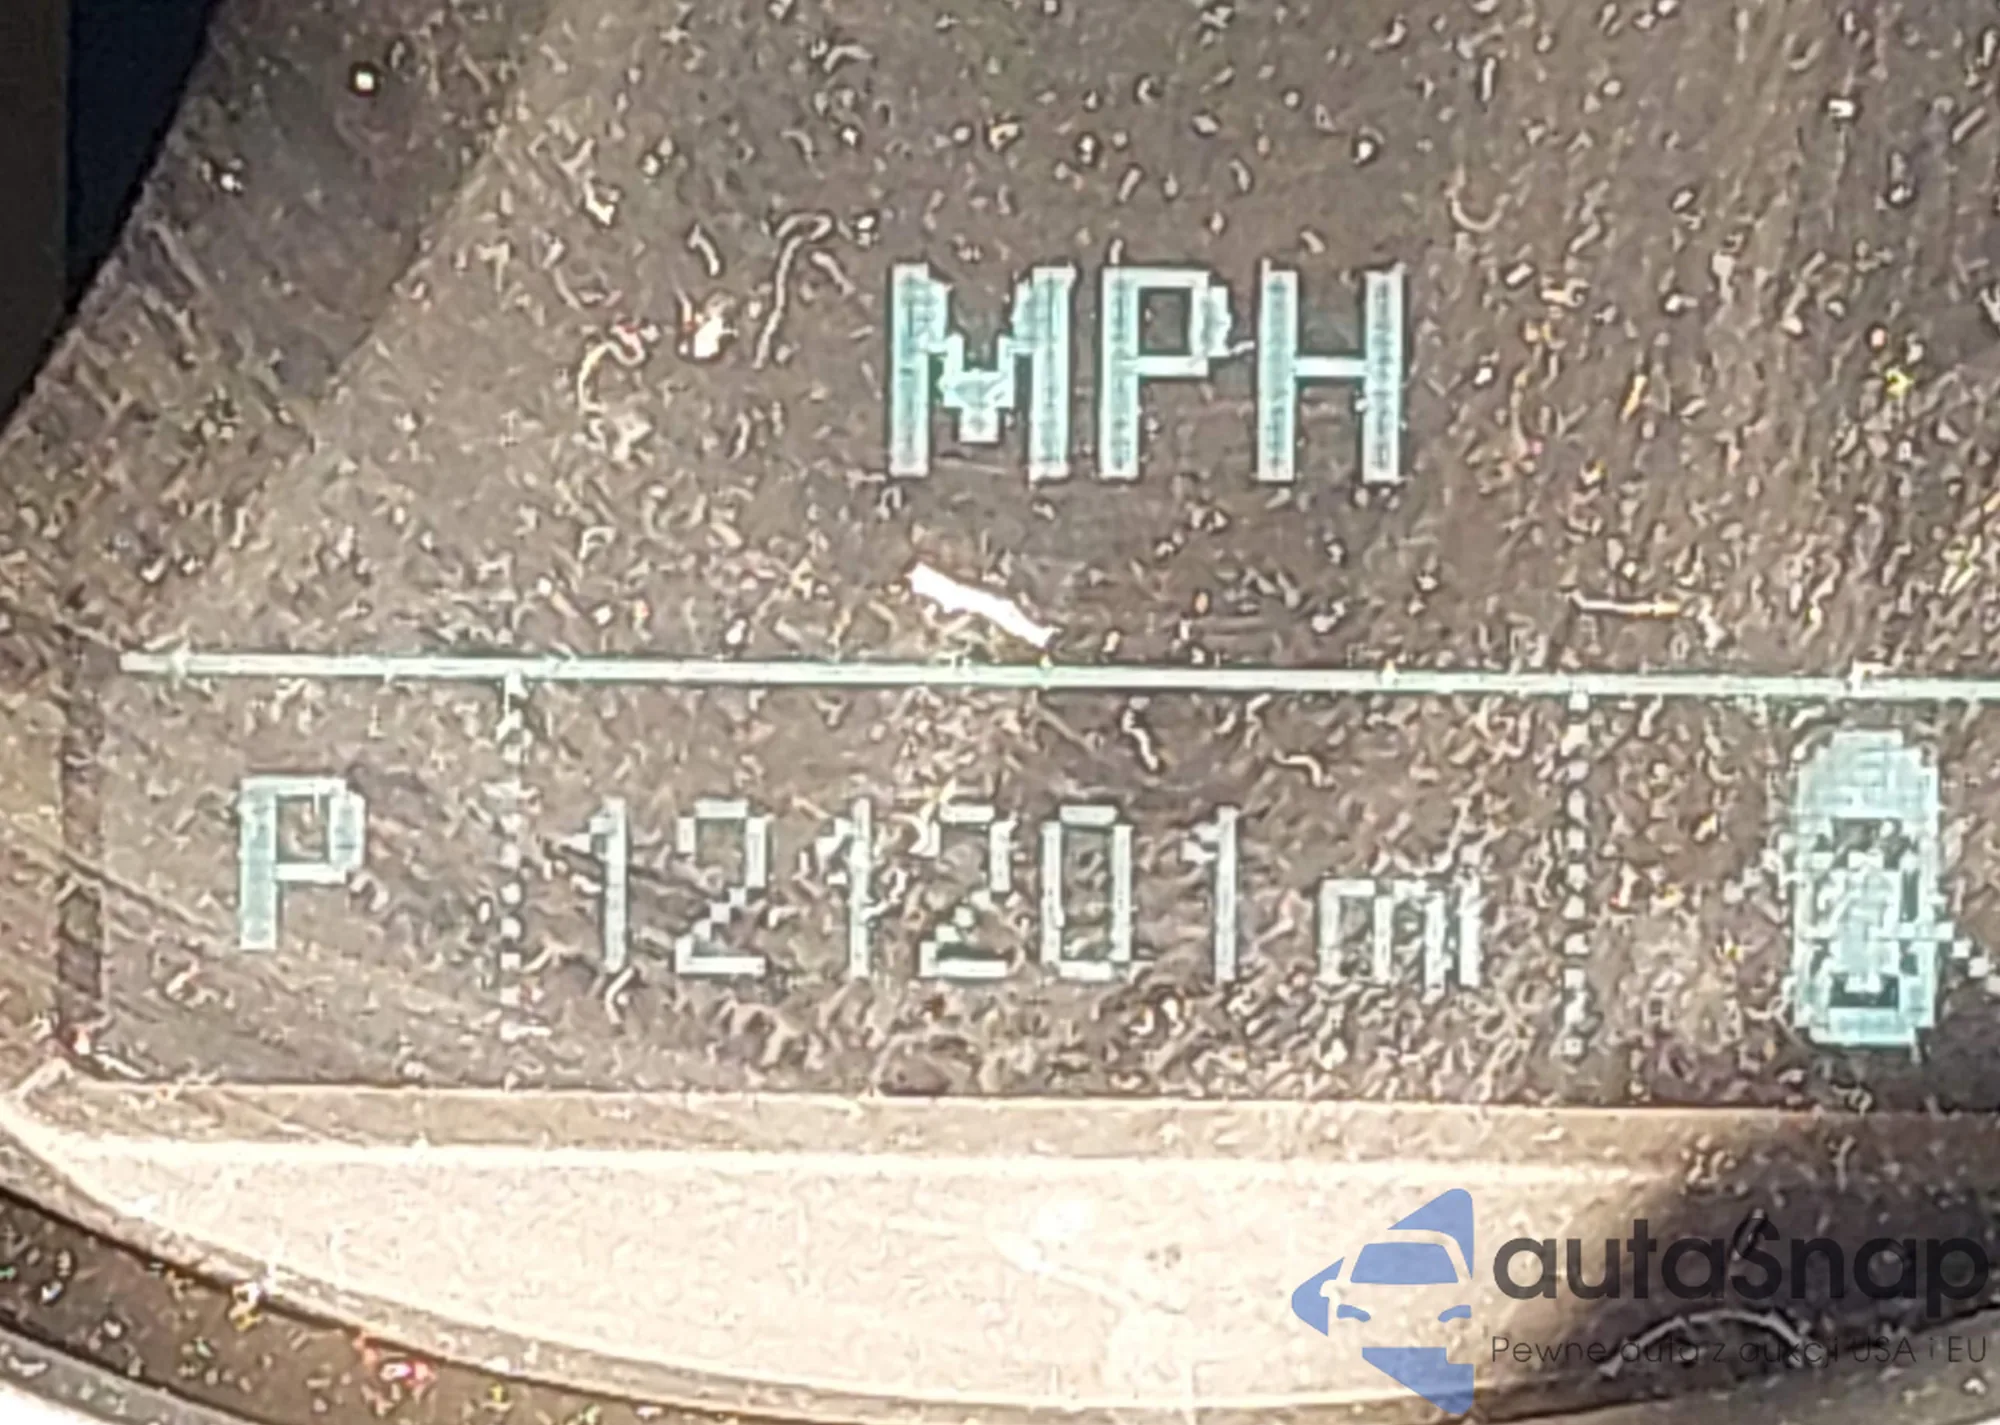 MPH
P 121201 mi
autaSnap
Pewne auta z aukcji USA i EU